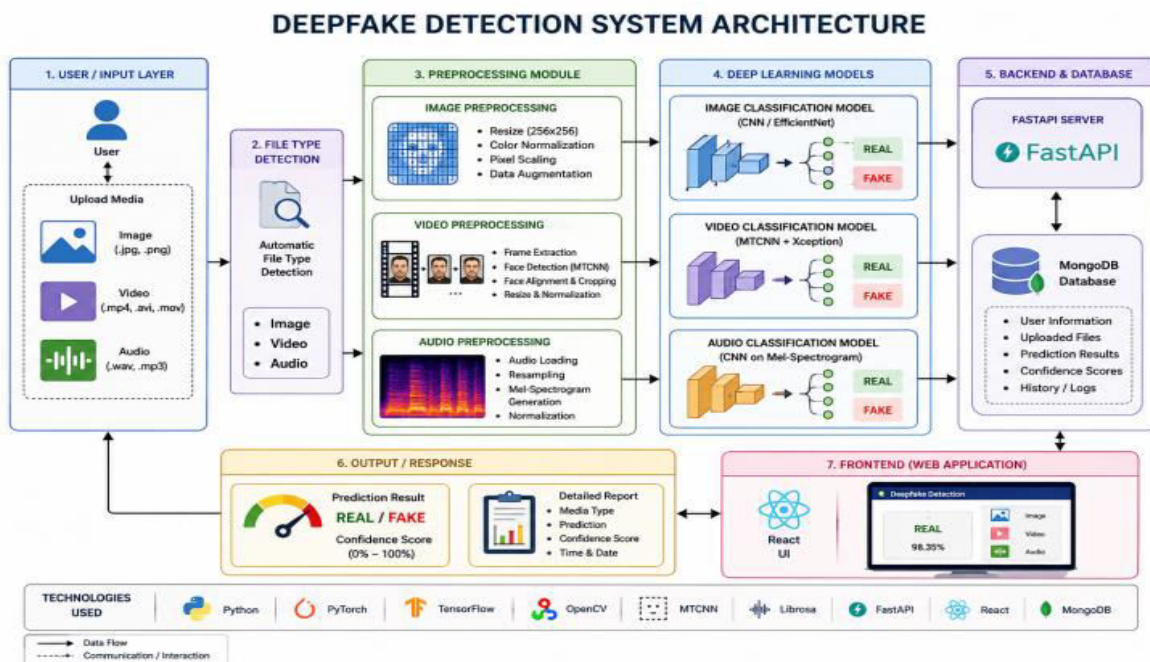 DEEPFAKE DETECTION SYSTEM ARCHITECTURE
1. USER / INPUT LAYER
User
Upload Media
Image
(.jpg, .png)
Video
(.mp4, .avi, .mov)
Audio
(.wav, .mp3)
2. FILE TYPE
DETECTION
Automatic
File Type
Detection
• Image
• Video
• Audio
3. PREPROCESSING MODULE
IMAGE PREPROCESSING
• Resize (256x256)
• Color Normalization
• Pixel Scaling
• Data Augmentation
VIDEO PREPROCESSING
• Frame Extraction
• Face Detection (MTCNN)
• Face Alignment & Cropping
• Resize & Normalization
...
AUDIO PREPROCESSING
• Audio Loading
• Resampling
• Mel-Spectrogram
Generation
• Normalization
4. DEEP LEARNING MODELS
IMAGE CLASSIFICATION MODEL
(CNN / EfficientNet)
REAL
FAKE
VIDEO CLASSIFICATION MODEL
(MTCNN + Xception)
REAL
FAKE
AUDIO CLASSIFICATION MODEL
(CNN on Mel-Spectrogram)
REAL
FAKE
5. BACKEND & DATABASE
FASTAPI SERVER
FastAPI
MongoDB
Database
• User Information
• Uploaded Files
• Prediction Results
• Confidence Scores
• History / Logs
6. OUTPUT / RESPONSE
Prediction Result
REAL / FAKE
Confidence Score
(0% – 100%)
Detailed Report
• Media Type
• Prediction
• Confidence Score
• Time & Date
7. FRONTEND (WEB APPLICATION)
React
UI
Deepfake Detection
REAL
98.35%
Image
Video
Audio
TECHNOLOGIES
USED
Python
PyTorch
TensorFlow
OpenCV
MTCNN
Librosa
FastAPI
React
MongoDB
Data Flow
Communication / Interaction